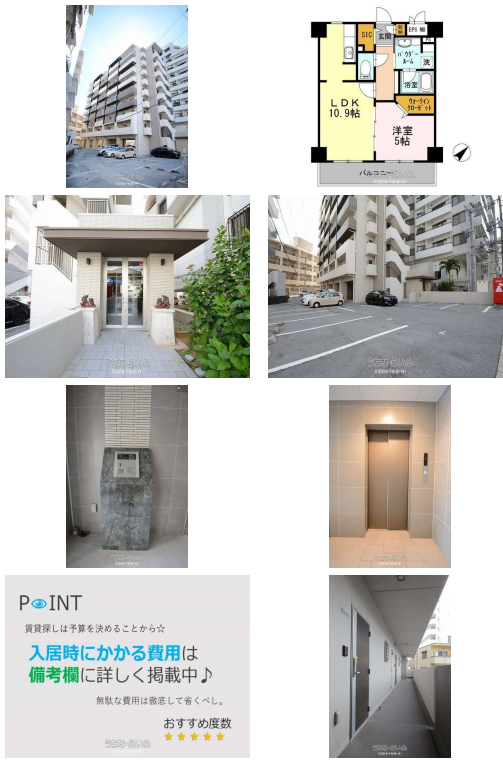 SIC
玄関
収納
EPS MB
パウダー
ルーム
洗
浴室
LDK
10.9帖
ウォークイン
クローゼット
洋室
5帖
バルコニー
POINT
賃貸探しは予算を決めることから☆
入居時にかかる費用は
備考欄に詳しく掲載中♪
無駄な費用は徹底して省くべし。
おすすめ度数
★★★★★